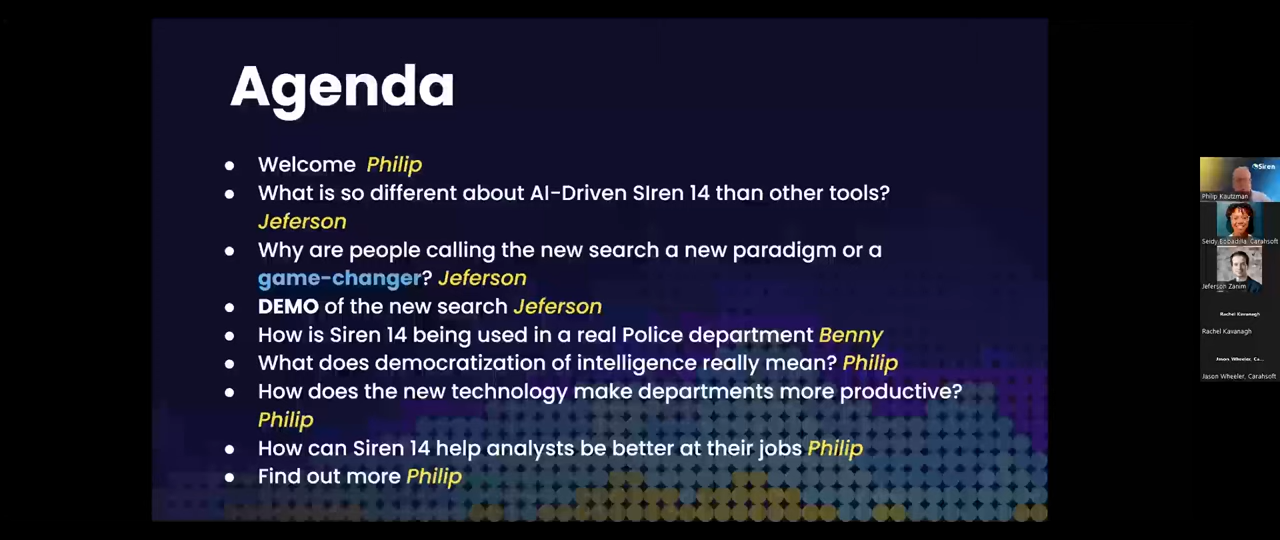 Agenda
● Welcome Philip
● What is so different about AI-Driven SIren 14 than other tools?
Jeferson
● Why are people calling the new search a new paradigm or a
game-changer? Jeferson
● DEMO of the new search Jeferson
● How is Siren 14 being used in a real Police department Benny
● What does democratization of intelligence really mean? Philip
● How does the new technology make departments more productive?
Philip
● How can Siren 14 help analysts be better at their jobs Philip
● Find out more Philip
Siren
Philip Kautzman
Seidy Bobadilla, Carahsoft
Jeferson Zanim
Rachel Kavanagh
Rachel Kavanagh
Jason Wheeler, Ca...
Jason Wheeler, Carahsoft